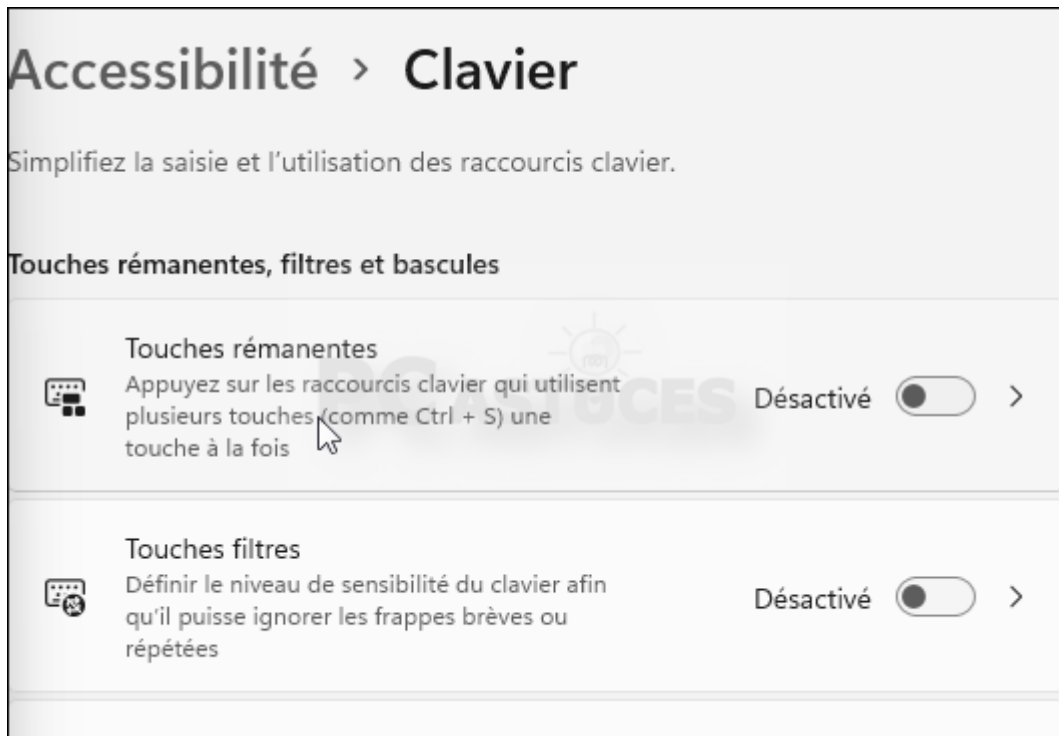 Accessibilité > Clavier
Simplifiez la saisie et l'utilisation des raccourcis clavier.
Touches rémanentes, filtres et bascules
Touches rémanentes
Appuyez sur les raccourcis clavier qui utilisent
plusieurs touches (comme Ctrl + S) une
touche à la fois
Désactivé
PC ASTUCES
Touches filtres
Définir le niveau de sensibilité du clavier afin
qu'il puisse ignorer les frappes brèves ou
répétées
Désactivé